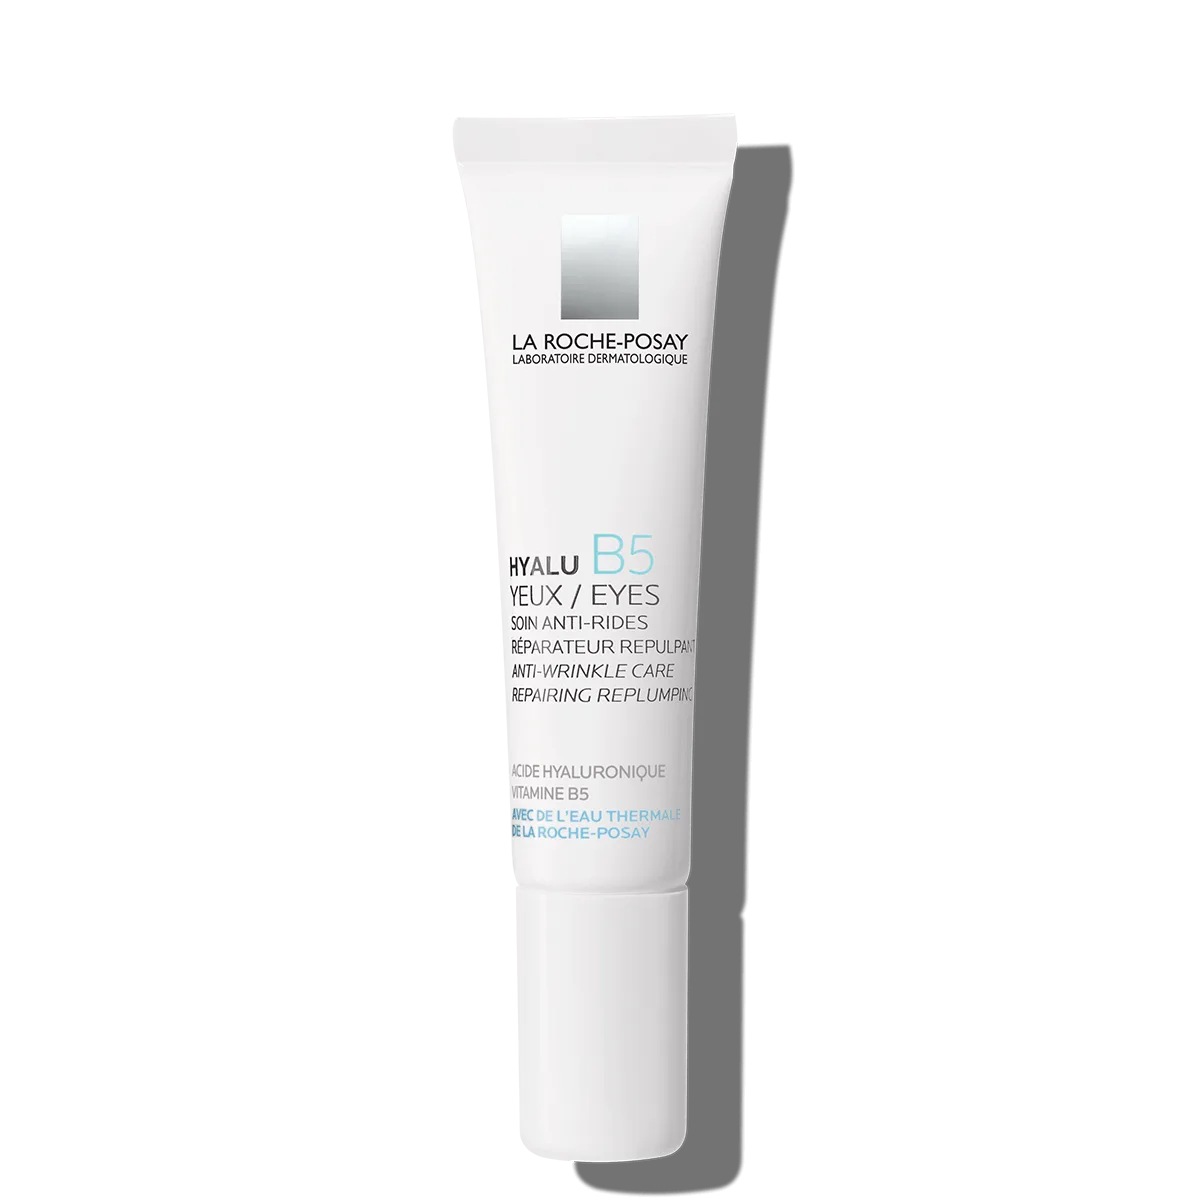 LA ROCHE-POSAY
LABORATOIRE DERMATOLOGIQUE
HYALU B5
YEUX / EYES
SOIN ANTI-RIDES
RÉPARATEUR REPULPANT
ANTI-WRINKLE CARE
REPAIRING REPLUMPING
ACIDE HYALURONIQUE
VITAMINE B5
AVEC DE L'EAU THERMALE
DE LA ROCHE-POSAY